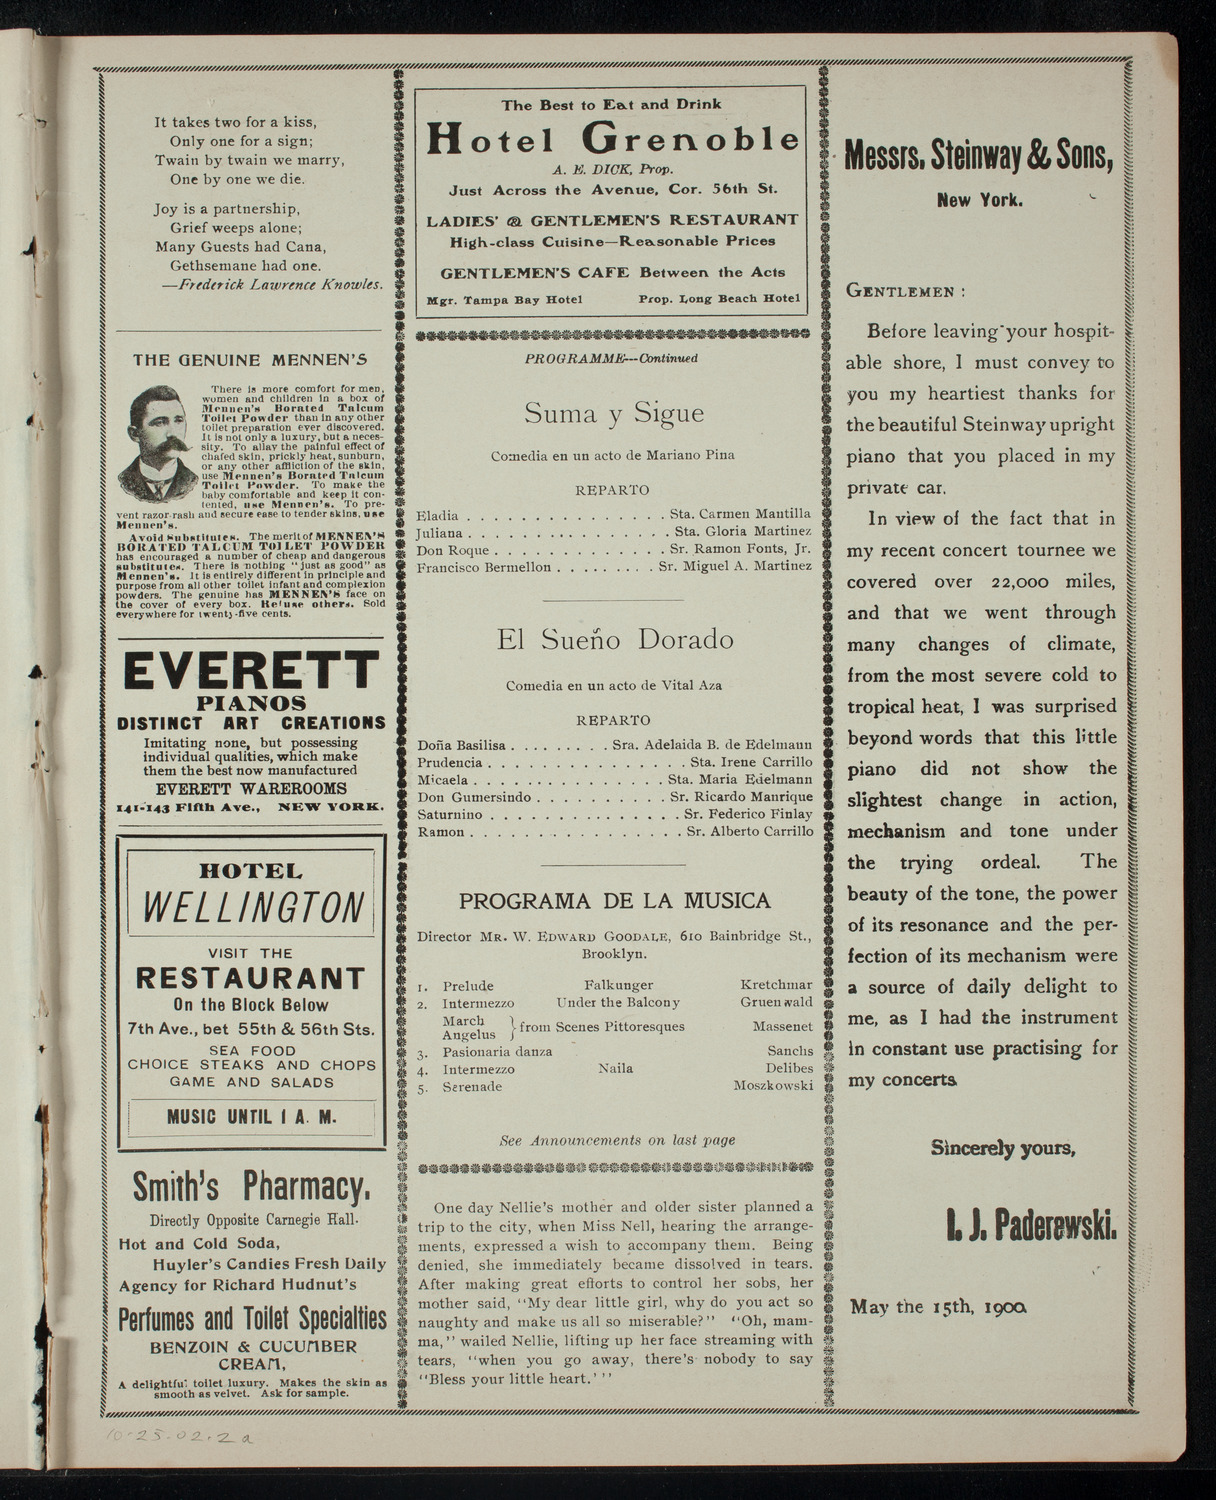 It takes two for a kiss,
Only one for a sign;
Twain by twain we marry,
One by one we die.
Joy is a partnership,
Grief weeps alone;
Many Guests had Cana,
Gethsemane had one.
—Frederick Lawrence Knowles.
THE GENUINE MENNEN'S
There is more comfort for men,
women and children in a box of
Mennen's Borated Talcum
Toilet Powder than in any other
toilet preparation ever discovered.
It is not only a luxury, but a neces-
sity. To allay the painful effect of
chafed skin, prickly heat, sunburn,
or any other affliction of the skin,
use Mennen's Borated Talcum
Toilet Powder. To make the
baby comfortable and keep it con-
tented, use Mennen's. To pre-
vent razor-rash and secure ease to tender skins, use
Mennen's.
Avoid Substitutes. The merit of MENNEN'S
BORATED TALCUM TOILET POWDER
has encouraged a number of cheap and dangerous
substitutes. There is nothing "just as good" as
Mennen's. It is entirely different in principle and
purpose from all other toilet infant and complexion
powders. The genuine has MENNEN'S face on
the cover of every box. Refuse others. Sold
everywhere for twenty-five cents.
EVERETT
PIANOS
DISTINCT ART CREATIONS
Imitating none, but possessing
individual qualities, which make
them the best now manufactured
EVERETT WAREROOMS
141-143 Fifth Ave., NEW YORK.
HOTEL
WELLINGTON
VISIT THE
RESTAURANT
On the Block Below
7th Ave., bet 55th & 56th Sts.
SEA FOOD
CHOICE STEAKS AND CHOPS
GAME AND SALADS
MUSIC UNTIL 1 A. M.
Smith's Pharmacy,
Directly Opposite Carnegie Hall.
Hot and Cold Soda,
Huyler's Candies Fresh Daily
Agency for Richard Hudnut's
Perfumes and Toilet Specialties
BENZOIN & CUCUMBER
CREAM,
A delightful toilet luxury. Makes the skin as
smooth as velvet. Ask for sample.
The Best to Eat and Drink
Hotel Grenoble
A. E. DICK, Prop.
Just Across the Avenue, Cor. 56th St.
LADIES' & GENTLEMEN'S RESTAURANT
High-class Cuisine—Reasonable Prices
GENTLEMEN'S CAFE Between the Acts
Mgr. Tampa Bay Hotel Prop. Long Beach Hotel
PROGRAMME---Continued
Suma y Sigue
Comedia en un acto de Mariano Pina
REPARTO
Eladia . . . . . . . . . . . . . . . . Sta. Carmen Mantilla
Juliana . . . . . . . . . . . . . . . . Sta. Gloria Martinez
Don Roque . . . . . . . . . . . . . . Sr. Ramon Fonts, Jr.
Francisco Bermellon . . . . . . . . . Sr. Miguel A. Martinez
El Sueño Dorado
Comedia en un acto de Vital Aza
REPARTO
Doña Basilisa . . . . . . . . Sra. Adelaida B. de Edelmann
Prudencia . . . . . . . . . . . . . . . Sta. Irene Carrillo
Micaela . . . . . . . . . . . . . . . Sta. Maria Edelmann
Don Gumersindo . . . . . . . . . . Sr. Ricardo Manrique
Saturnino . . . . . . . . . . . . . . Sr. Federico Finlay
Ramon . . . . . . . . . . . . . . . . Sr. Alberto Carrillo
PROGRAMA DE LA MUSICA
Director MR. W. EDWARD GOODALE, 610 Bainbridge St.,
Brooklyn.
1. Prelude Falkunger Kretchmar
2. Intermezzo Under the Balcony Gruenwald
March
Angelus } from Scenes Pittoresques Massenet
3. Pasionaria danza Sanchs
4. Intermezzo Naila Delibes
5. Serenade Moszkowski
See Announcements on last page
One day Nellie's mother and older sister planned a
trip to the city, when Miss Nell, hearing the arrange-
ments, expressed a wish to accompany them. Being
denied, she immediately became dissolved in tears.
After making great efforts to control her sobs, her
mother said, "My dear little girl, why do you act so
naughty and make us all so miserable?" "Oh, mam-
ma," wailed Nellie, lifting up her face streaming with
tears, "when you go away, there's nobody to say
"Bless your little heart.' ' '
Messrs. Steinway & Sons,
New York.
GENTLEMEN :
Before leaving your hospit-
able shore, I must convey to
you my heartiest thanks for
the beautiful Steinway upright
piano that you placed in my
private car.
In view of the fact that in
my recent concert tournee we
covered over 22,000 miles,
and that we went through
many changes of climate,
from the most severe cold to
tropical heat, I was surprised
beyond words that this little
piano did not show the
slightest change in action,
mechanism and tone under
the trying ordeal. The
beauty of the tone, the power
of its resonance and the per-
fection of its mechanism were
a source of daily delight to
me, as I had the instrument
in constant use practising for
my concerts.
Sincerely yours,
I. J. Paderewski.
May the 15th, 1900.
10-25-02-2a